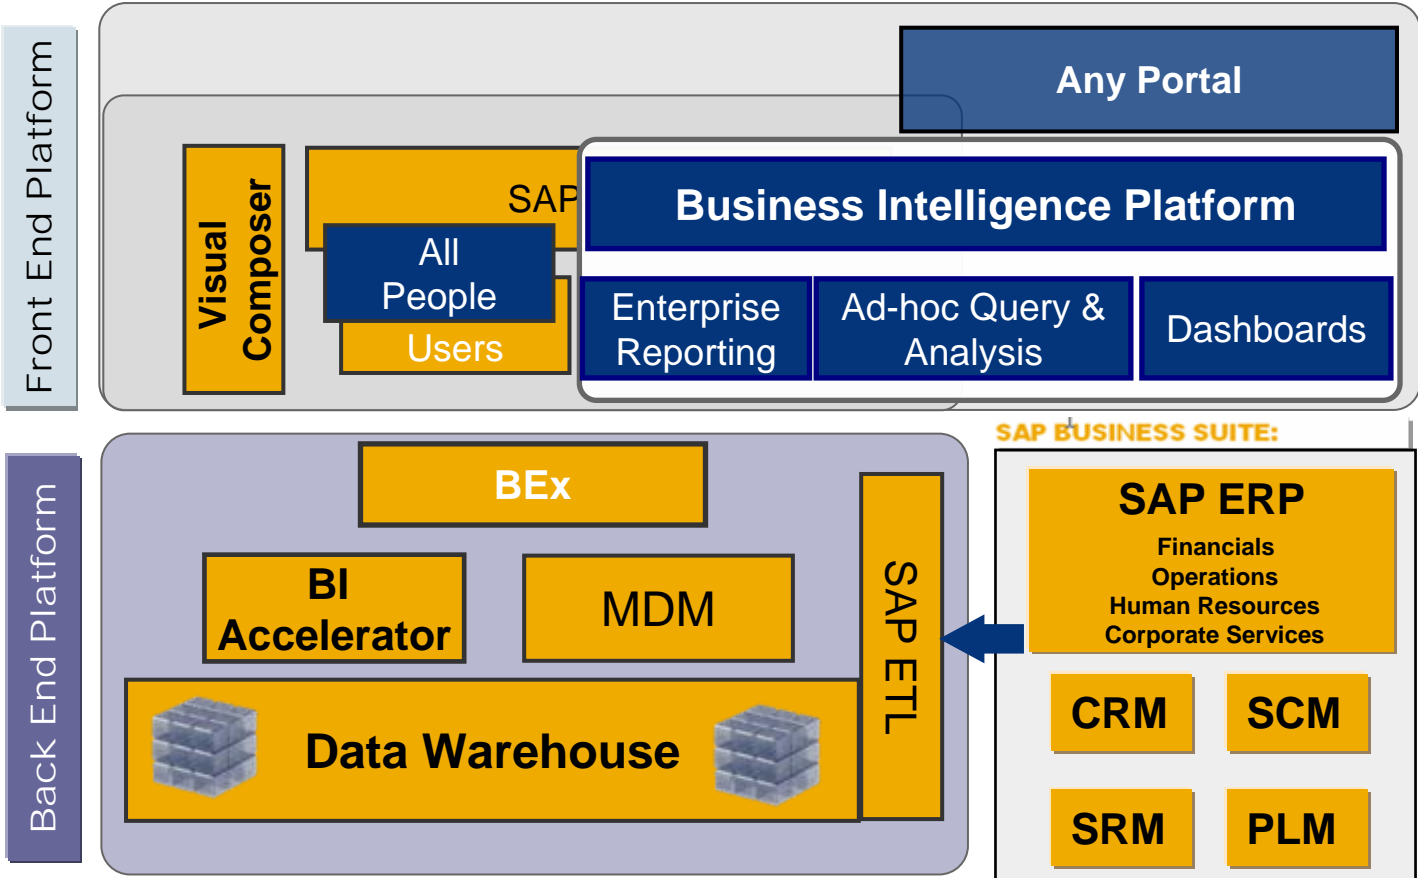 Front End Platform
Any Portal
Visual
Composer
SAP
Business Intelligence Platform
All
People
Users
Enterprise
Reporting
Ad-hoc Query &
Analysis
Dashboards
Back End Platform
BEx
BI
Accelerator
MDM
SAP ETL
Data Warehouse
SAP BUSINESS SUITE:
SAP ERP
Financials
Operations
Human Resources
Corporate Services
CRM
SCM
SRM
PLM